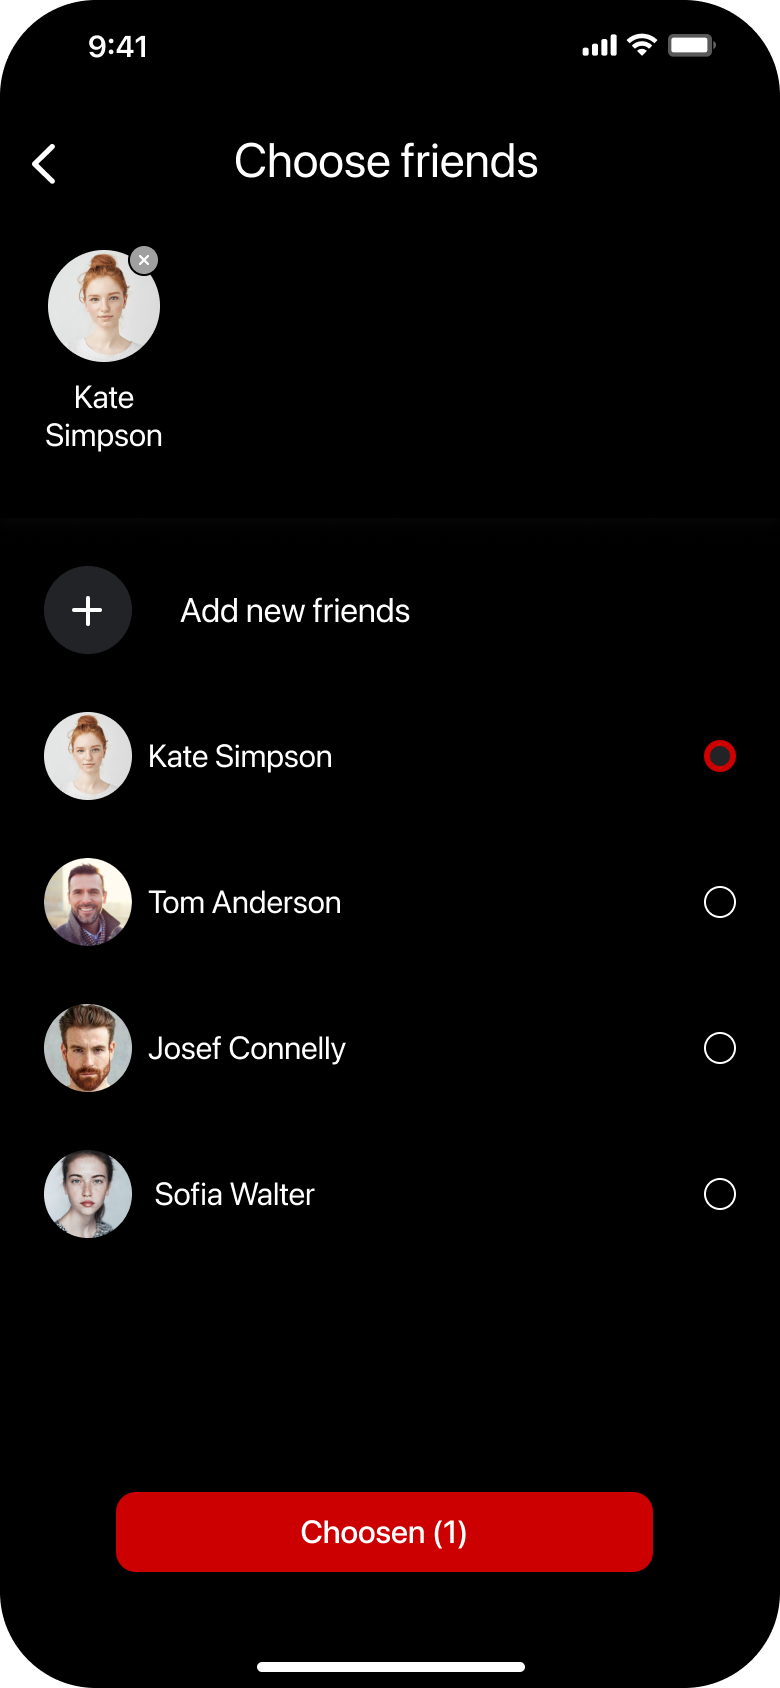 9:41
Choose friends
Kate
Simpson
Add new friends
Kate Simpson
Tom Anderson
Josef Connelly
Sofia Walter
Choosen (1)